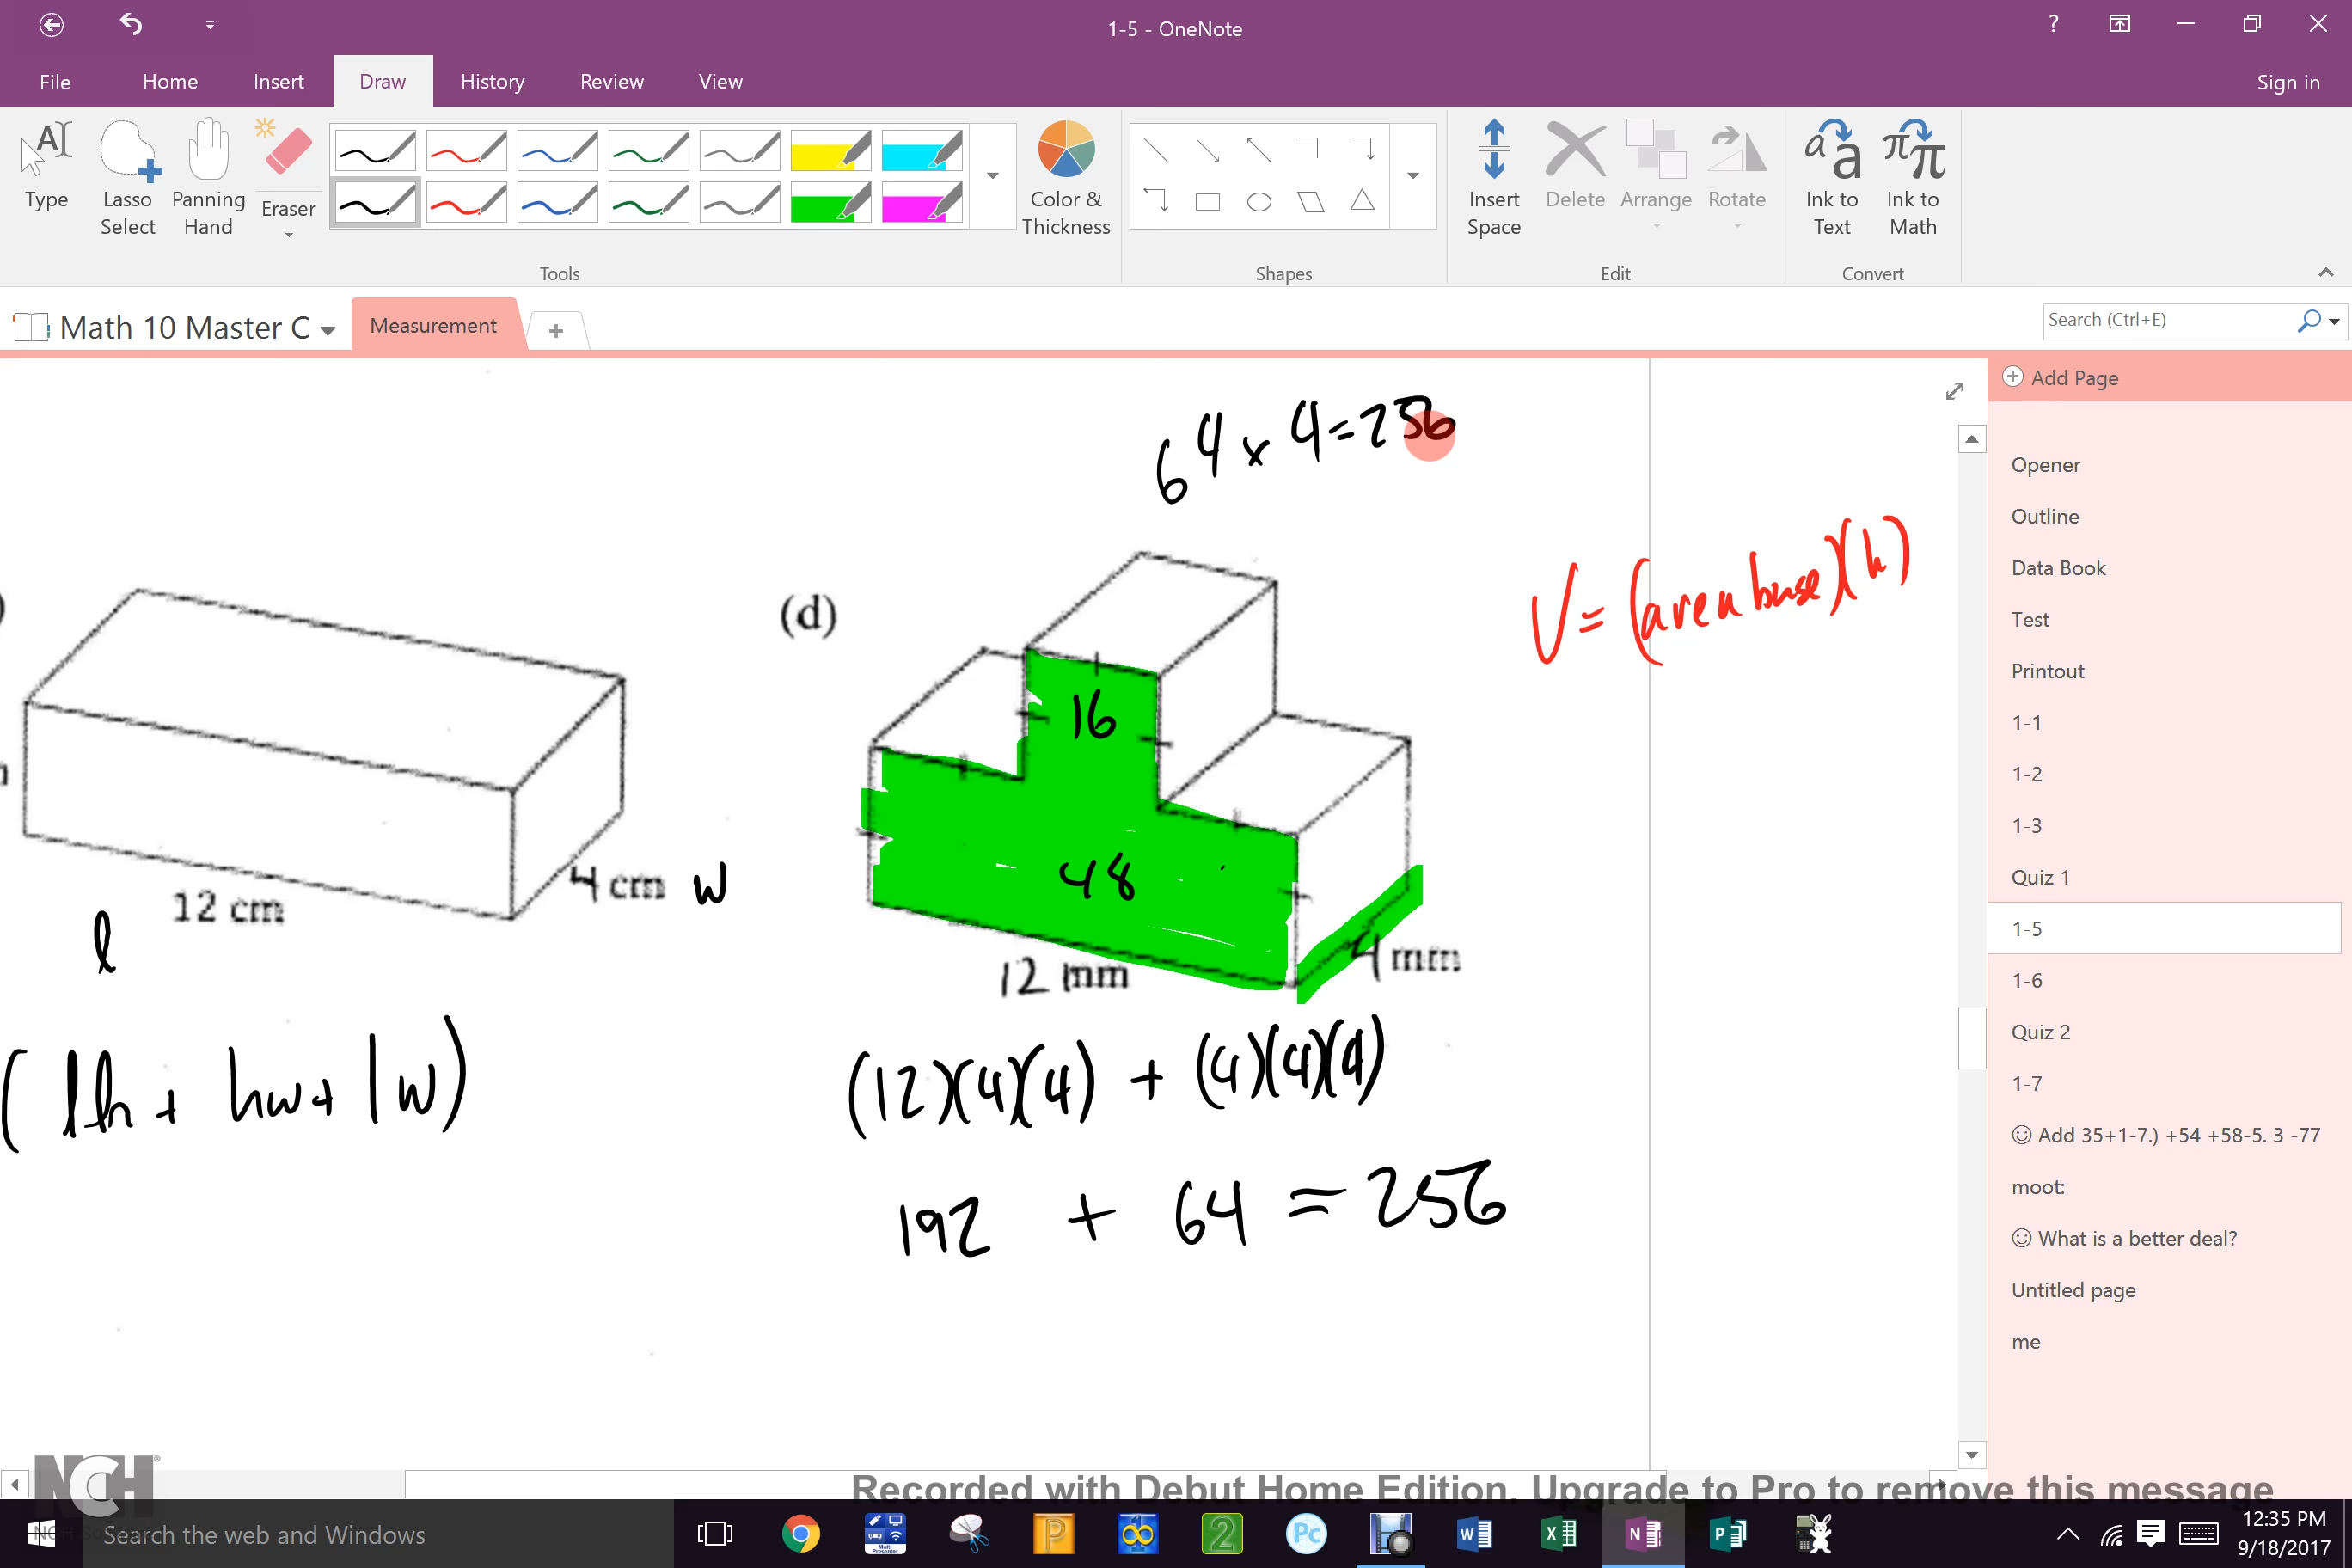 1-5 - OneNote
?
File Home Insert Draw History Review View Sign in
Type
Lasso Select
Panning Hand
Eraser
Color & Thickness
Insert Space
Delete
Arrange
Rotate
Ink to Text
Ink to Math
Tools Shapes Edit Convert
Math 10 Master C
Measurement
+
Search (Ctrl+E)
Add Page
Opener
Outline
Data Book
Test
Printout
1-1
1-2
1-3
Quiz 1
1-5
1-6
Quiz 2
1-7
Add 35+1-7.) +54 +58-5. 3 -77
moot:
What is a better deal?
Untitled page
me
64 x 4=256
V= (area base)(h)
(d)
16
48
12 cm
4 cm w
l
12 mm
4 mm
( lh + hw+ lw)
(12)(4)(4) + (4)(4)(4)
192 + 64 = 256
NCH
Recorded with Debut Home Edition. Upgrade to Pro to remove this message
Search the web and Windows
12:35 PM
9/18/2017